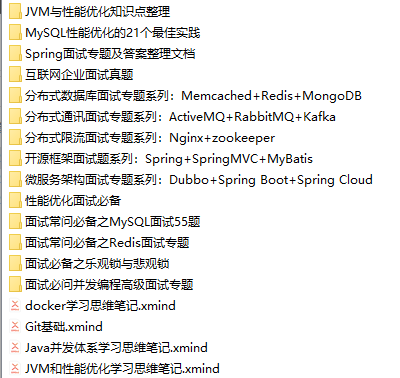 JVM与性能优化知识点整理
MySQL性能优化的21个最佳实践
Spring面试专题及答案整理文档
互联网企业面试真题
分布式数据库面试专题系列：Memcached+Redis+MongoDB
分布式通讯面试专题系列：ActiveMQ+RabbitMQ+Kafka
分布式限流面试专题系列：Nginx+zookeeper
开源框架面试题系列：Spring+SpringMVC+MyBatis
微服务架构面试专题系列：Dubbo+Spring Boot+Spring Cloud
性能优化面试必备
面试常问必备之MySQL面试55题
面试常问必备之Redis面试专题
面试必备之乐观锁与悲观锁
面试必问并发编程高级面试专题
docker学习思维笔记.xmind
Git基础.xmind
Java并发体系学习思维笔记.xmind
JVM和性能优化学习思维笔记.xmind